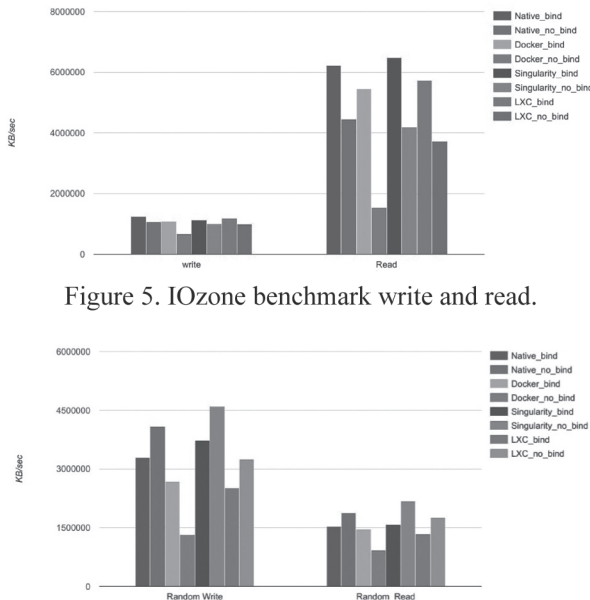 8000000
6000000
4000000
2000000
0
KB/sec
write
Read
Native_bind
Native_no_bind
Docker_bind
Docker_no_bind
Singularity_bind
Singularity_no_bind
LXC_bind
LXC_no_bind
Figure 5. IOzone benchmark write and read.
6000000
4500000
3000000
1500000
0
KB/sec
Random Write
Random Read
Native_bind
Native_no_bind
Docker_bind
Docker_no_bind
Singularity_bind
Singularity_no_bind
LXC_bind
LXC_no_bind